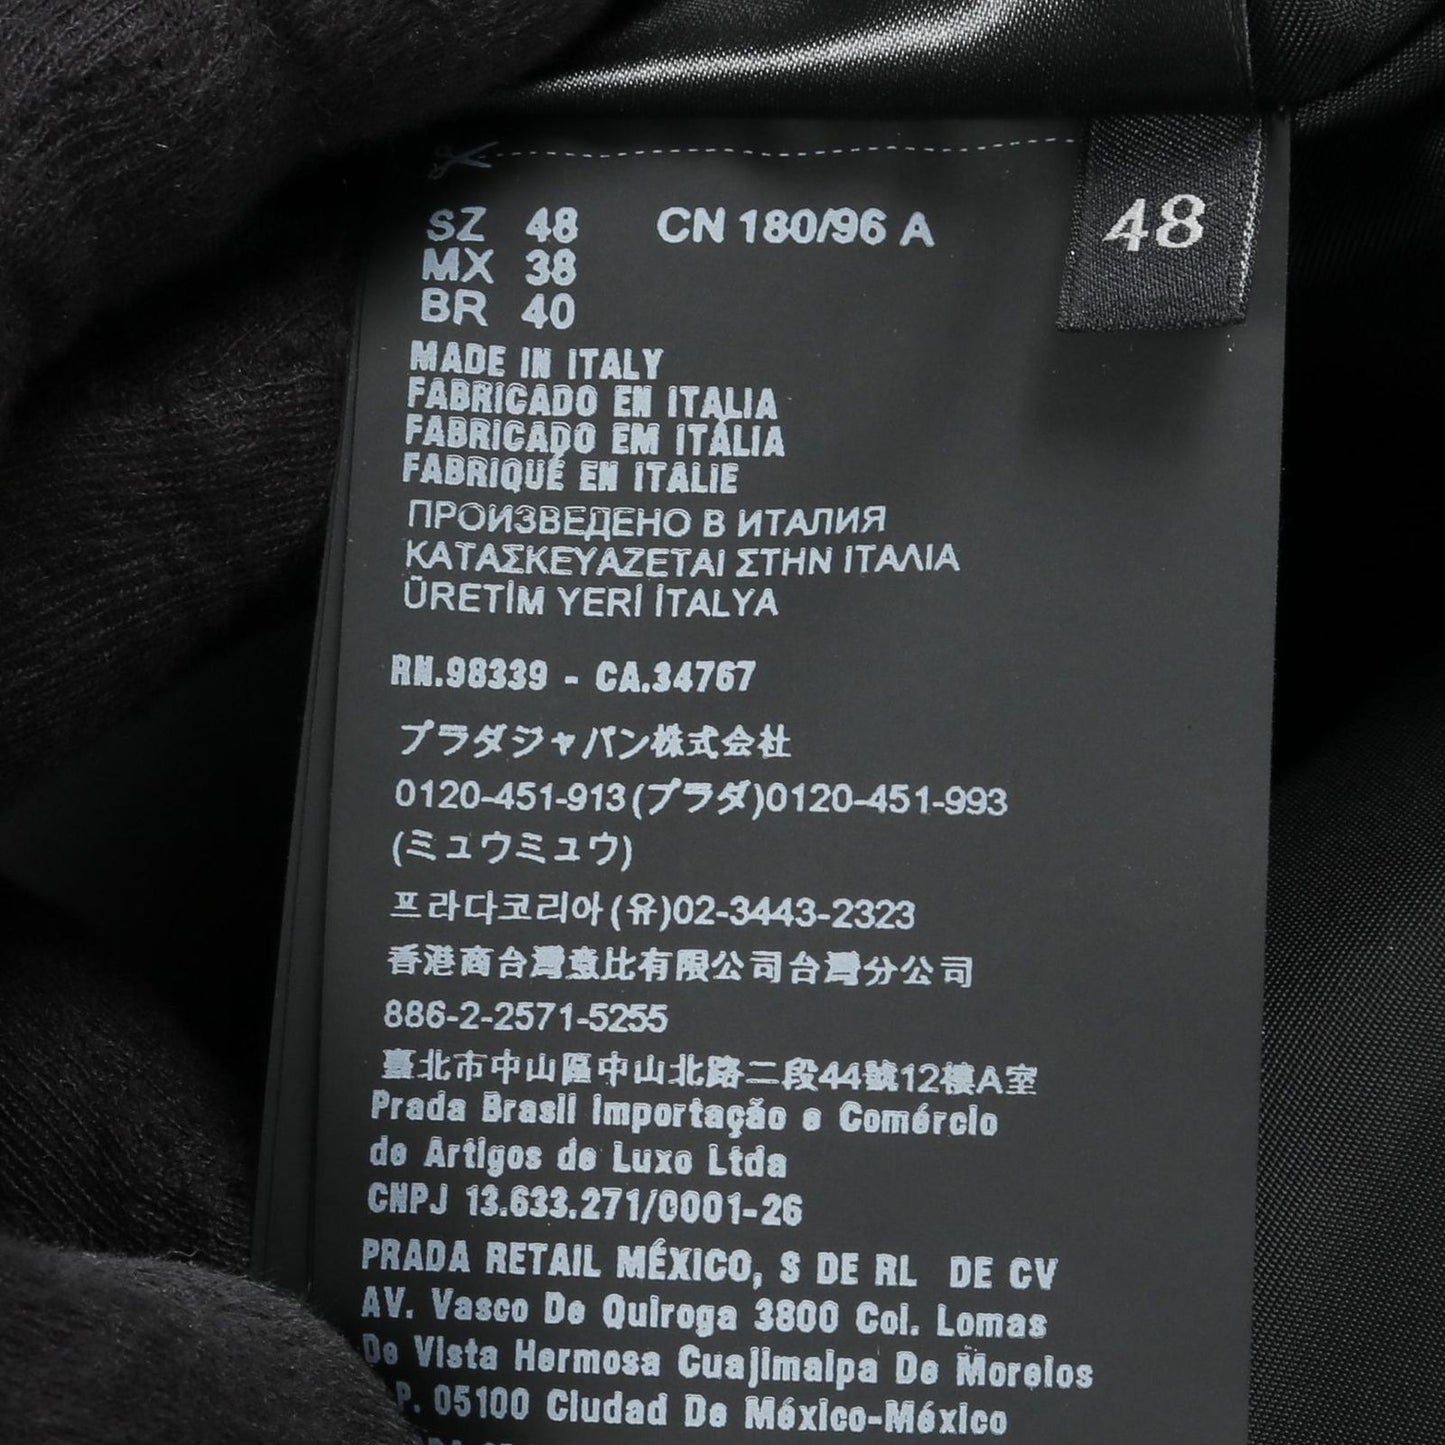 SZ 48 CN 180/96 A
48
MX 38
BR 40
MADE IN ITALY
FABRICADO EN ITALIA
FABRICADO EM ITÁLIA
FABRIQUÉ EN ITALIE
ПРОИЗВЕДЕНО В ИТАЛИЯ
ΚΑΤΑΣΚΕΥΑΖΕΤΑΙ ΣΤΗΝ ΙΤΑΛΙΑ
ÜRETİM YERİ İTALYA
RN.98339 - CA.34767
プラダジャパン株式会社
0120-451-913(プラダ)0120-451-993
(ミュウミュウ)
프라다코리아(유)02-3443-2323
香港商台灣壹比有限公司台灣分公司
886-2-2571-5255
臺北市中山區中山北路二段44號12樓A室
Prada Brasil Importação e Comércio
de Artigos de Luxo Ltda
CNPJ 13.633.271/0001-26
PRADA RETAIL MÉXICO, S DE RL DE CV
AV. Vasco De Quiroga 3800 Col. Lomas
De Vista Hermosa Cuajimalpa De Morelos
P. 05100 Ciudad De México-México